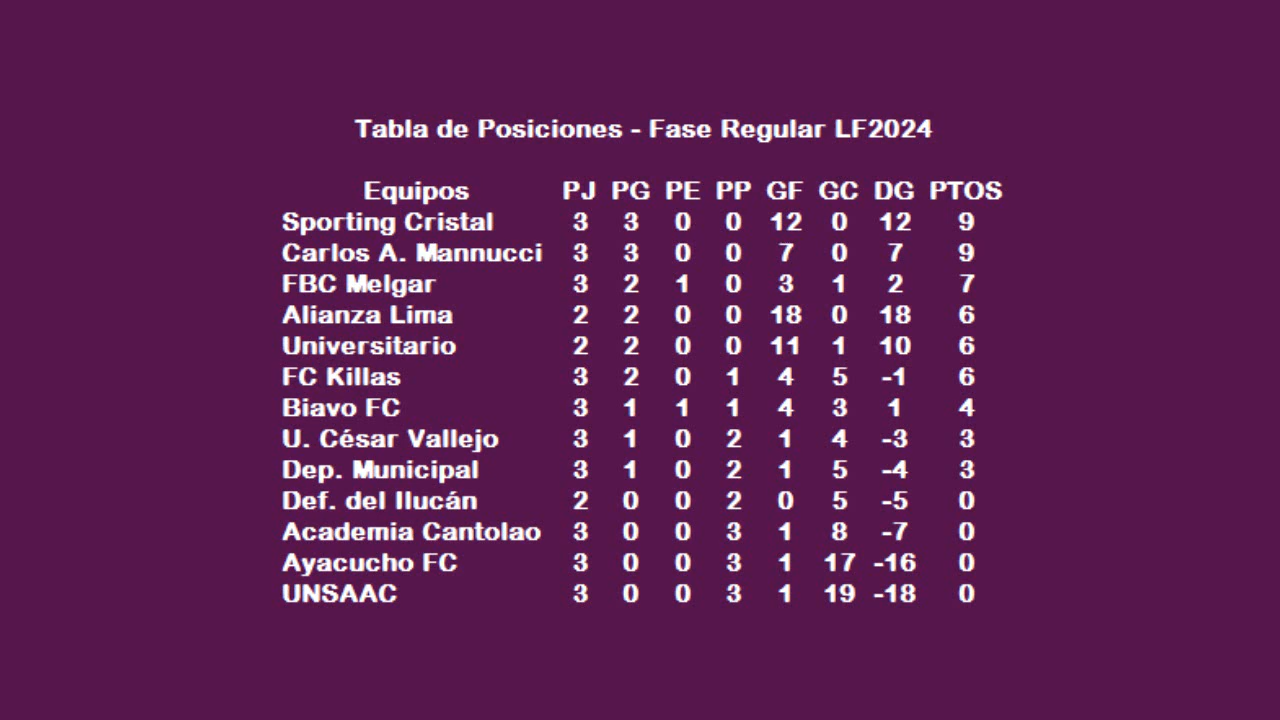 Tabla de Posiciones - Fase Regular LF2024
Equipos PJ PG PE PP GF GC DG PTOS
Sporting Cristal 3 3 0 0 12 0 12 9
Carlos A. Mannucci 3 3 0 0 7 0 7 9
FBC Melgar 3 2 1 0 3 1 2 7
Alianza Lima 2 2 0 0 18 0 18 6
Universitario 2 2 0 0 11 1 10 6
FC Killas 3 2 0 1 4 5 -1 6
Biavo FC 3 1 1 1 4 3 1 4
U. César Vallejo 3 1 0 2 1 4 -3 3
Dep. Municipal 3 1 0 2 1 5 -4 3
Def. del Ilucán 2 0 0 2 0 5 -5 0
Academia Cantolao 3 0 0 3 1 8 -7 0
Ayacucho FC 3 0 0 3 1 17 -16 0
UNSAAC 3 0 0 3 1 19 -18 0